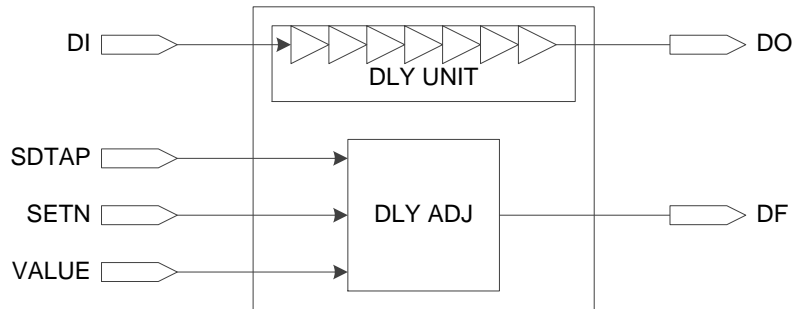 DI
DO
DLY UNIT
SDTAP
SETN
DLY ADJ
DF
VALUE